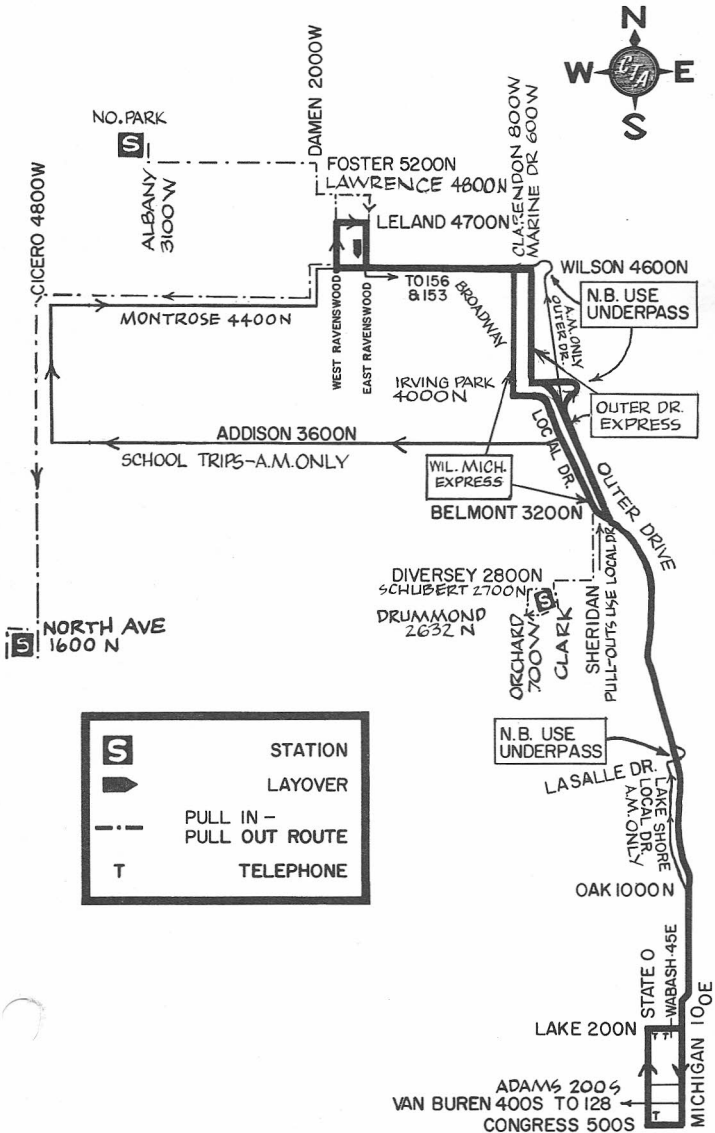 N
W CTA E
S
NO. PARK
S
DAMEN 2000W
CICERO 4800W
ALBANY
3100W
FOSTER 5200N
LAWRENCE 4800N
LELAND 4700N
CLARENDON 800W
MARINE DR 600W
WILSON 4600N
TO 156
& 153
N.B. USE
UNDERPASS
MONTROSE 4400N
WEST RAVENSWOOD
EAST RAVENSWOOD
BROADWAY
A.M. ONLY
OUTER DR.
IRVING PARK
4000N
OUTER DR.
EXPRESS
ADDISON 3600N
SCHOOL TRIPS-A.M. ONLY
LOCAL DR.
WIL. MICH.
EXPRESS
OUTER DRIVE
BELMONT 3200N
DIVERSEY 2800N
SCHUBERT 2700N
S
DRUMMOND
2632 N
ORCHARD
700W
CLARK
SHERIDAN
PULL-OUTS USE LOCAL DR.
NORTH AVE
1600 N
S
N.B. USE
UNDERPASS
LASALLE DR.
LAKE SHORE
LOCAL DR.
A.M. ONLY
S STATION
LAYOVER
PULL IN -
PULL OUT ROUTE
T TELEPHONE
OAK 1000N
STATE 0
WABASH-45E
MICHIGAN 100E
LAKE 200N
T T
ADAMS 200S
VAN BUREN 400S TO 128
T
CONGRESS 500S